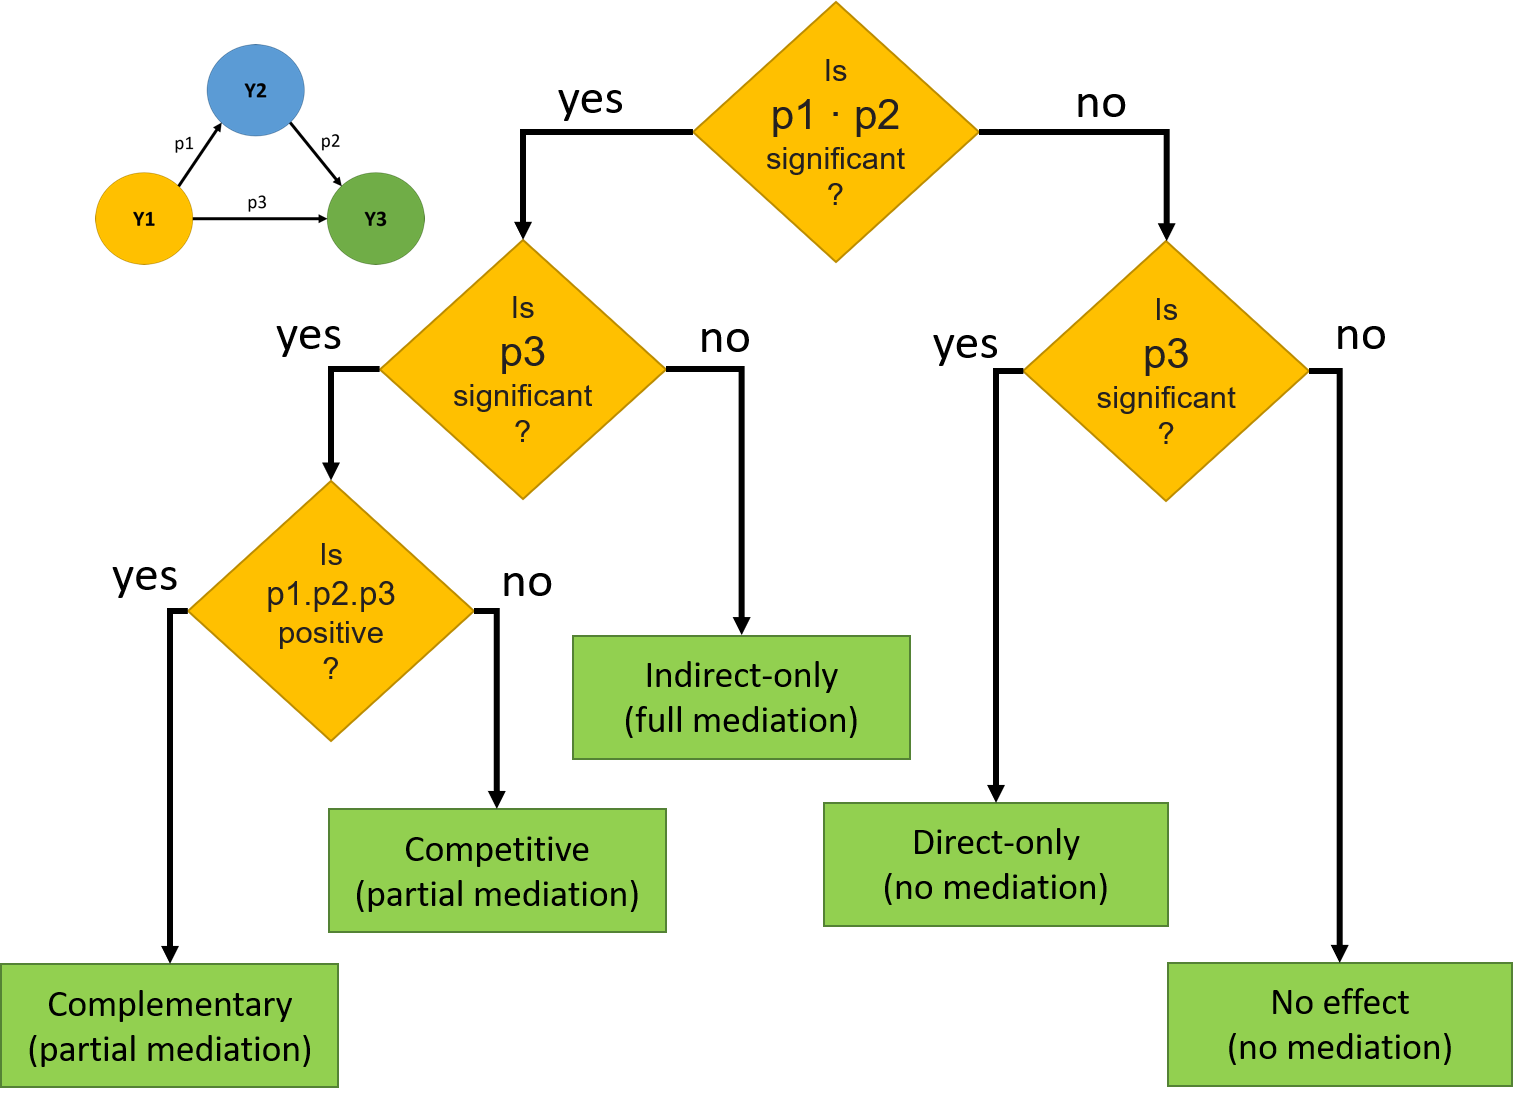 Y2
p1
p2
Y1
p3
Y3
Is
p1 · p2
significant
?
yes
no
Is
p3
significant
?
yes
no
Is
p3
significant
?
yes
no
Is
p1.p2.p3
positive
?
yes
no
Indirect-only
(full mediation)
Competitive
(partial mediation)
Direct-only
(no mediation)
Complementary
(partial mediation)
No effect
(no mediation)